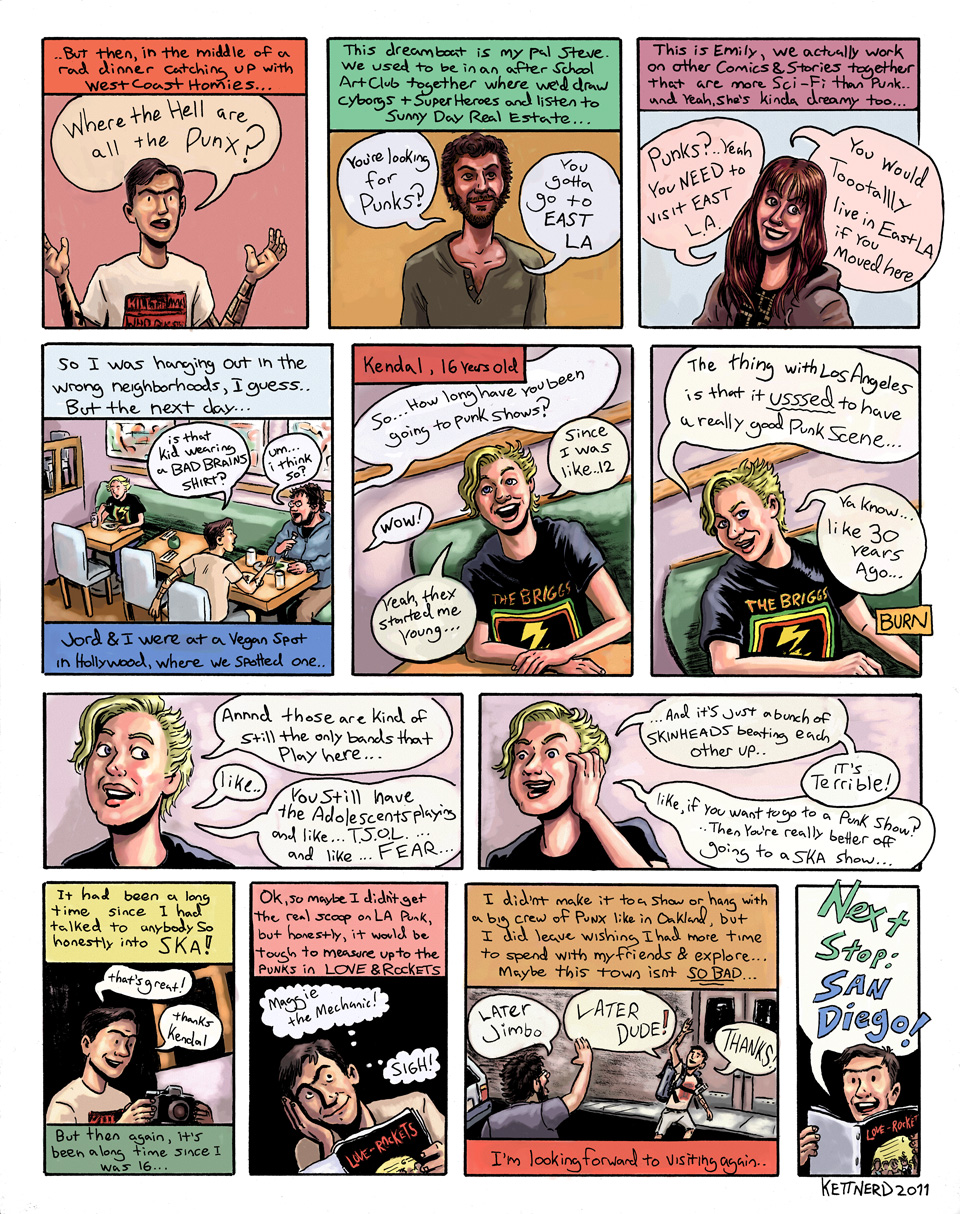 ..But then, in the middle of a
rad dinner catching up with
West Coast Homies...
Where the Hell are
all the Punx?
KILL
WHO
This dreamboat is my pal Steve.
We used to be in an after School
Art Club together where we'd draw
cyborgs + Super Heroes and listen to
Sunny Day Real Estate...
You're looking
for
Punks?
You
gotta
go to
EAST
LA
This is Emily, we actually work
on other Comics & Stories together
that are more Sci-Fi than Punk..
and Yeah, she's kinda dreamy too...
Punks?..Yeah
You NEED to
visit EAST
L.A.
You would
Toootallly
live in East LA
if You
Moved here
So I was hanging out in the
wrong neighborhoods, I guess..
But the next day...
is that
kid wearing
a BAD BRAINS
SHIRT?
um...
i think
so?
Jord & I were at a Vegan Spot
in Hollywood, where we spotted one..
Kendal, 16 years old
So...How long have you been
going to punk shows?
Since
I was
like..12
WOW!
Yeah, they
started me
young...
THE BRIGGS
The thing with Los Angeles
is that it usssed to have
a really good Punk Scene...
Ya know...
like 30
years
Ago...
THE BRIGGS
BURN
Annnd those are kind of
still the only bands that
Play here...
like..
You Still have
the Adolescents playing
and like... T.S.O.L. ...
and like ... FEAR...
...And it's just a bunch of
SKINHEADS beating each
other up..
IT'S
Terrible!
like, if you want to go to a Punk Show?
..Then You're really better off
going to a SKA show...
It had been a long
time, since I had
talked to anybody so
honestly into SKA!
that's great!
thanks
Kendal
But then again, it's
been a long time since I
was 16...
Ok, so maybe I didn't get
the real scoop on LA Punk,
but honestly, it would be
tough to measure up to the
PUNKS in LOVE & ROCKETS
Maggie
the Mechanic!
SIGH!
LOVE-ROCKETS
I did'nt make it to a show or hang with
a big crew of Punx like in Oakland, but
I did leave wishing I had more time
to spend with my friends & explore...
Maybe this town isnt SO BAD...
LATER
Jimbo
LATER
DUDE!
THANKS!
I'm looking forward to visiting again..
Next
Stop:
SAN
Diego!
LOVE-ROCKET
KETTNERD 2011